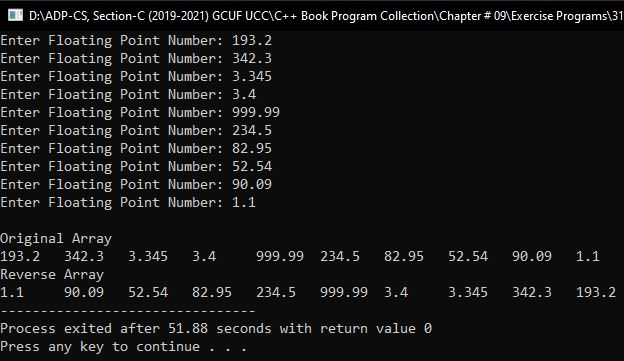 D:\ADP-CS, Section-C (2019-2021) GCUF UCC\C++ Book Program Collection\Chapter # 09\Exercise Programs\31
Enter Floating Point Number: 193.2
Enter Floating Point Number: 342.3
Enter Floating Point Number: 3.345
Enter Floating Point Number: 3.4
Enter Floating Point Number: 999.99
Enter Floating Point Number: 234.5
Enter Floating Point Number: 82.95
Enter Floating Point Number: 52.54
Enter Floating Point Number: 90.09
Enter Floating Point Number: 1.1
Original Array
193.2 342.3 3.345 3.4 999.99 234.5 82.95 52.54 90.09 1.1
Reverse Array
1.1 90.09 52.54 82.95 234.5 999.99 3.4 3.345 342.3 193.2
--------------------------------
Process exited after 51.88 seconds with return value 0
Press any key to continue . . .